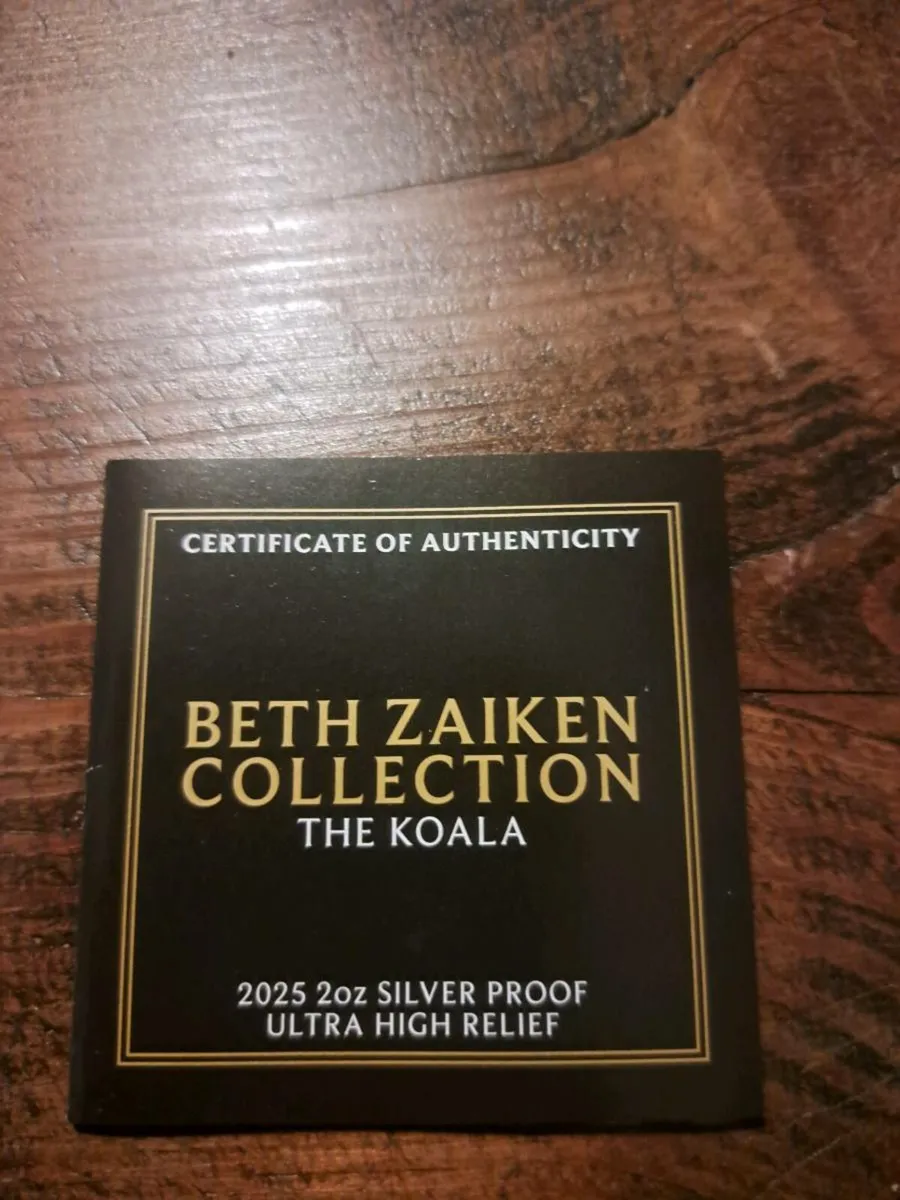 CERTIFICATE OF AUTHENTICITY
BETH ZAIKEN
COLLECTION
THE KOALA
2025 2oz SILVER PROOF
ULTRA HIGH RELIEF